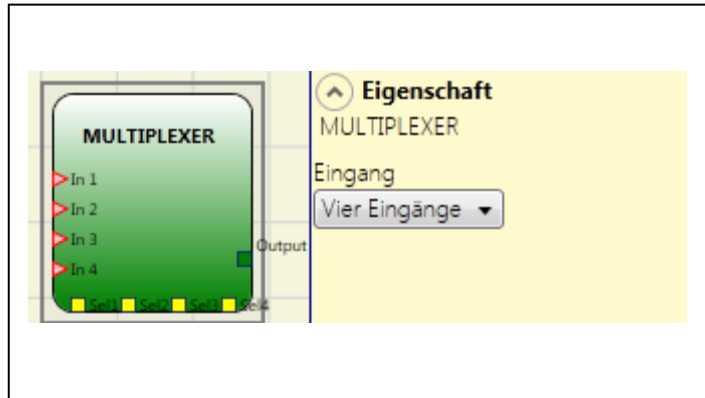 MULTIPLEXER
In 1
In 2
In 3
In 4
Output
Sel1 Sel2 Sel3 Sel4
Eigenschaft
MULTIPLEXER
Eingang
Vier Eingänge